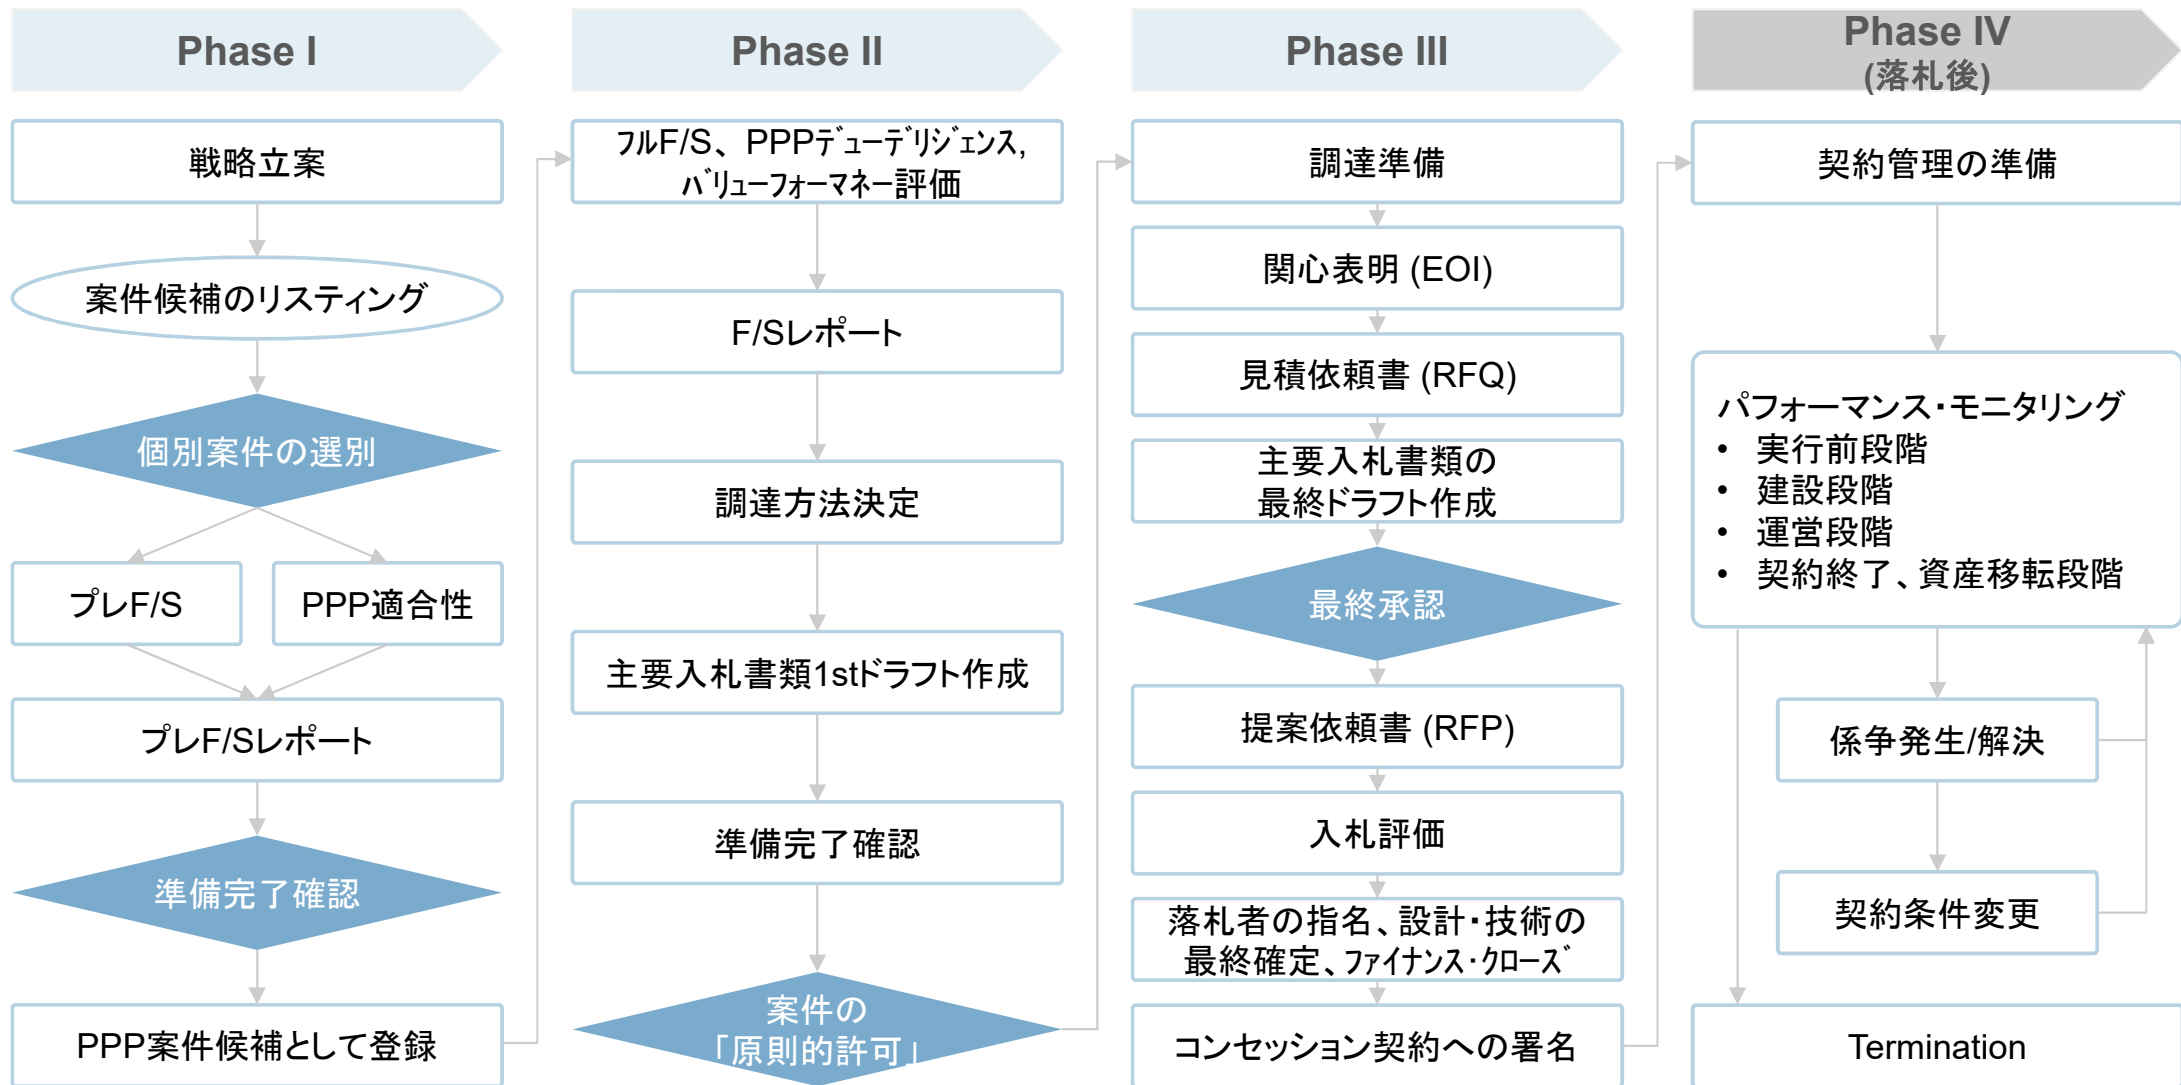 Phase I
戦略立案
案件候補のリスティング
個別案件の選別
プレF/S
PPP適合性
プレF/Sレポート
準備完了確認
PPP案件候補として登録
Phase II
ﾌﾙF/S、PPPﾃﾞｭｰﾃﾞﾘｼﾞｪﾝｽ,
ﾊﾞﾘｭｰﾌｫｰﾏﾈｰ評価
F/Sレポート
調達方法決定
主要入札書類1stドラフト作成
準備完了確認
案件の
「原則的許可」
Phase III
調達準備
関心表明 (EOI)
見積依頼書 (RFQ)
主要入札書類の
最終ドラフト作成
最終承認
提案依頼書 (RFP)
入札評価
落札者の指名、設計・技術の
最終確定、ﾌｧｲﾅﾝｽ・ｸﾛｰｽﾞ
コンセッション契約への署名
Phase IV
(落札後)
契約管理の準備
パフォーマンス・モニタリング
• 実行前段階
• 建設段階
• 運営段階
• 契約終了、資産移転段階
係争発生/解決
契約条件変更
Termination